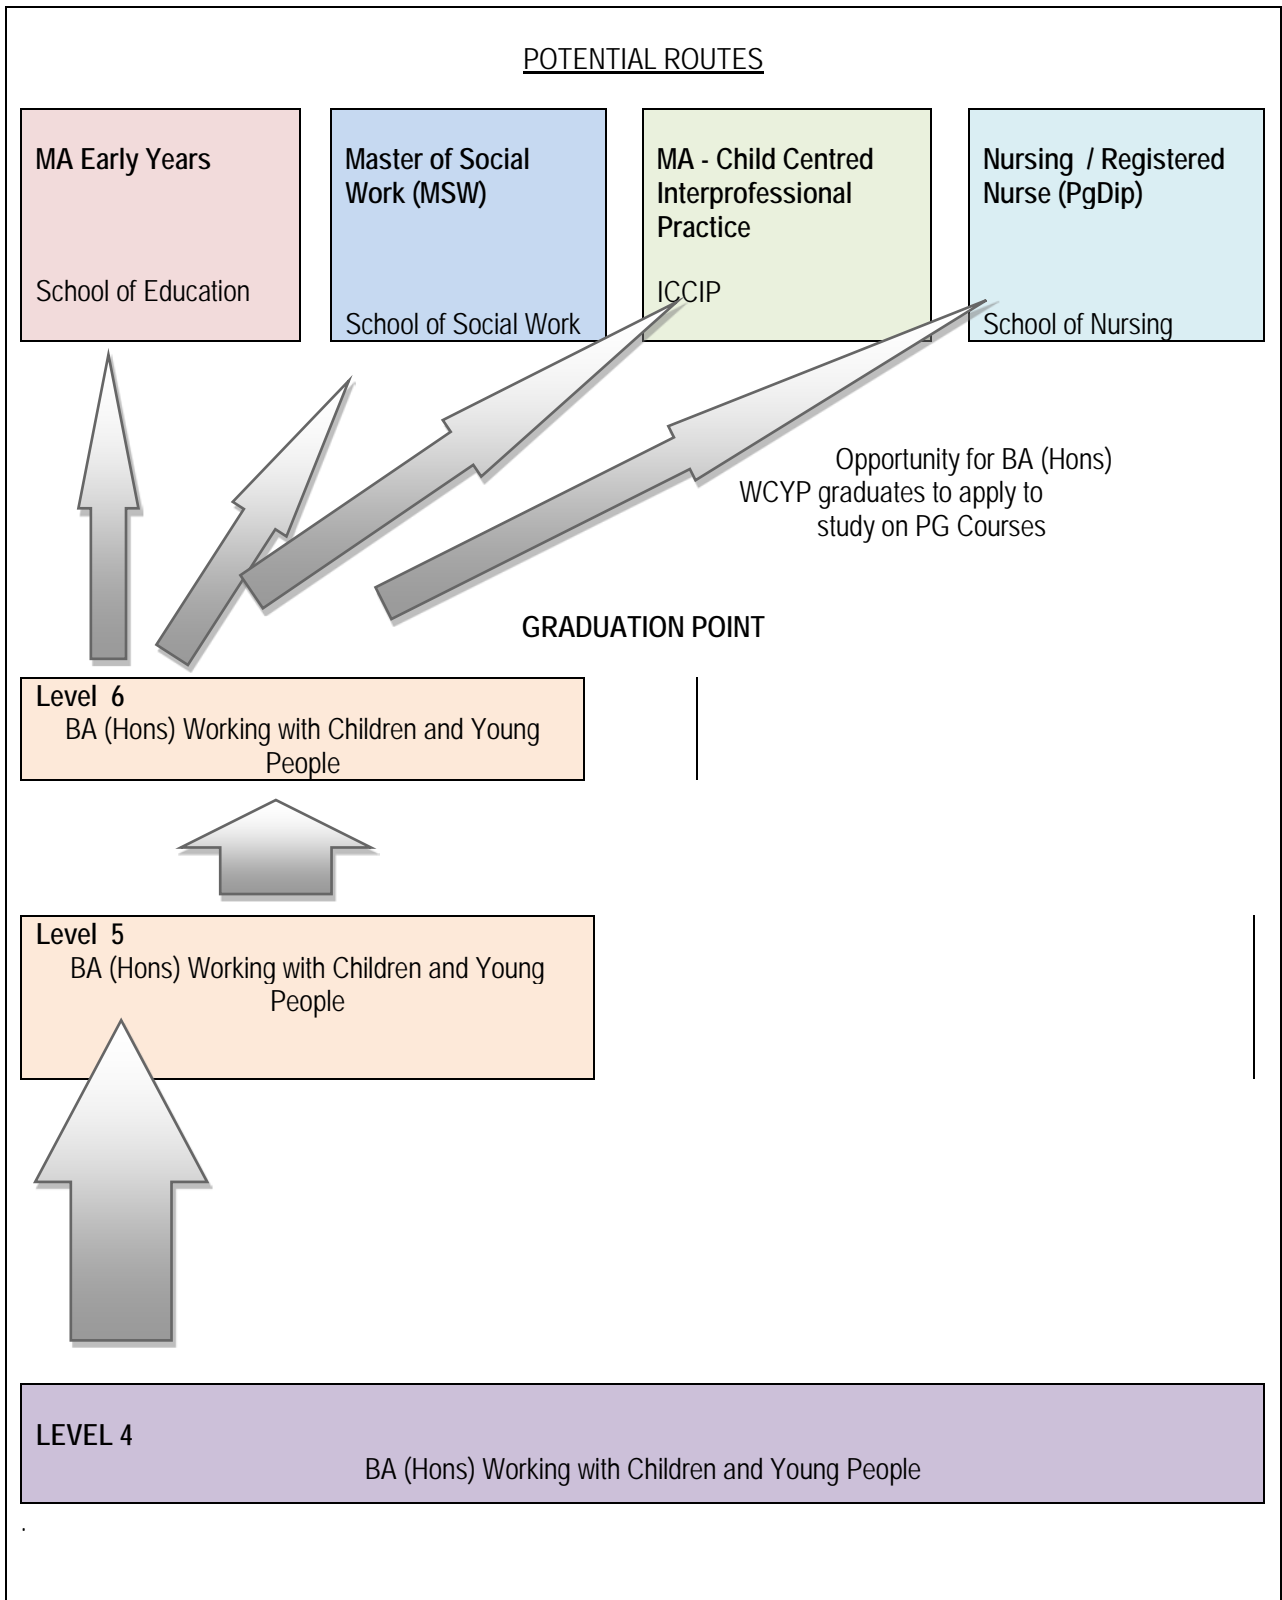 POTENTIAL ROUTES
MA Early Years
School of Education
Master of Social
Work (MSW)
School of Social Work
MA - Child Centred
Interprofessional
Practice
ICCIP
Nursing / Registered
Nurse (PgDip)
School of Nursing
Opportunity for BA (Hons)
WCYP graduates to apply to
study on PG Courses
GRADUATION POINT
Level 6
BA (Hons) Working with Children and Young
People
Level 5
BA (Hons) Working with Children and Young
People
LEVEL 4
BA (Hons) Working with Children and Young People
.